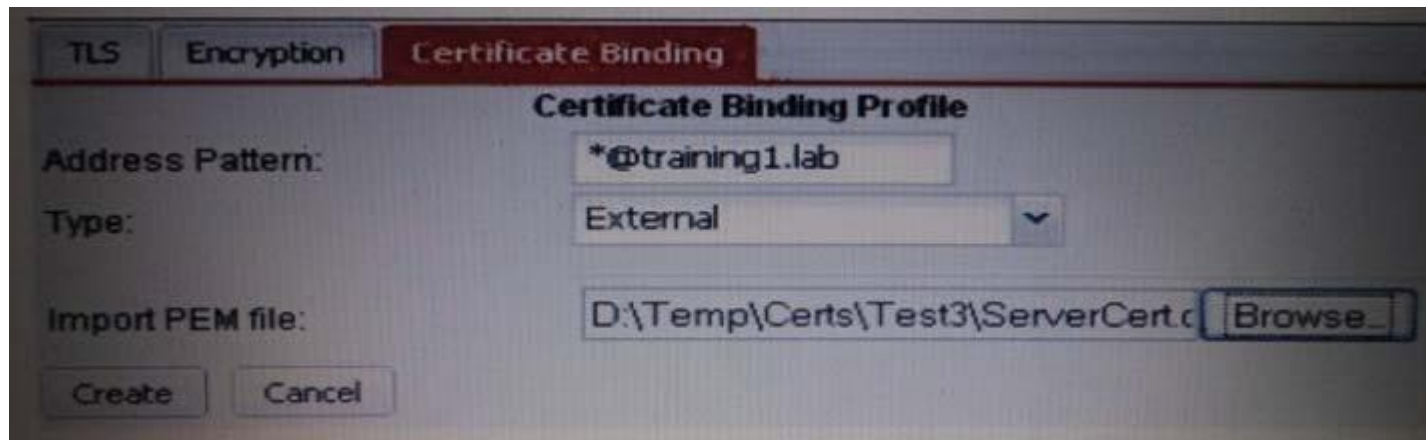 TLS Encryption Certificate Binding
Certificate Binding Profile
Address Pattern: *@training1.lab
Type: External
Import PEM file: D:\Temp\Certs\Test3\ServerCert.c Browse...
Create Cancel